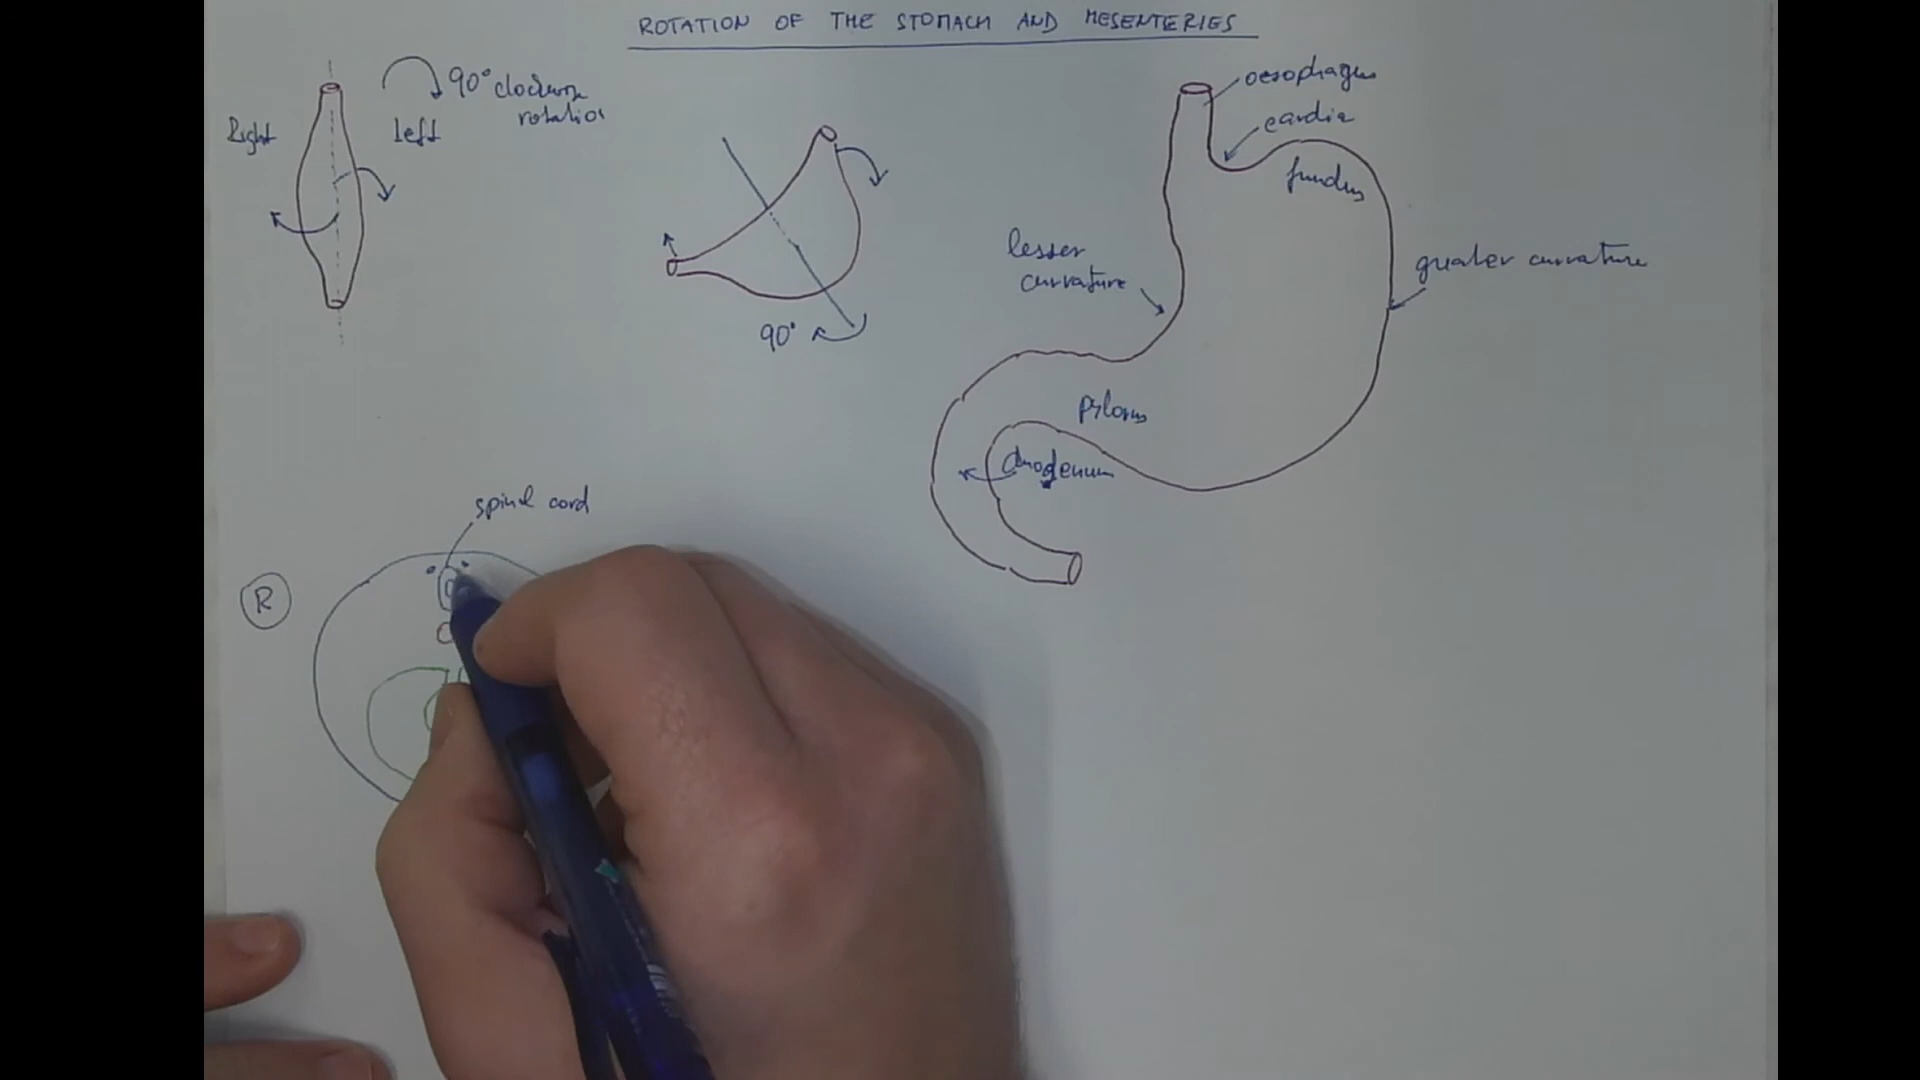 ROTATION OF THE STOMACH AND MESENTERIES
90° clockwise
rotation
Right
left
90°
oesophagus
cardia
fundus
lesser
curvature
greater curvature
pylorus
duodenum
spinal cord
R